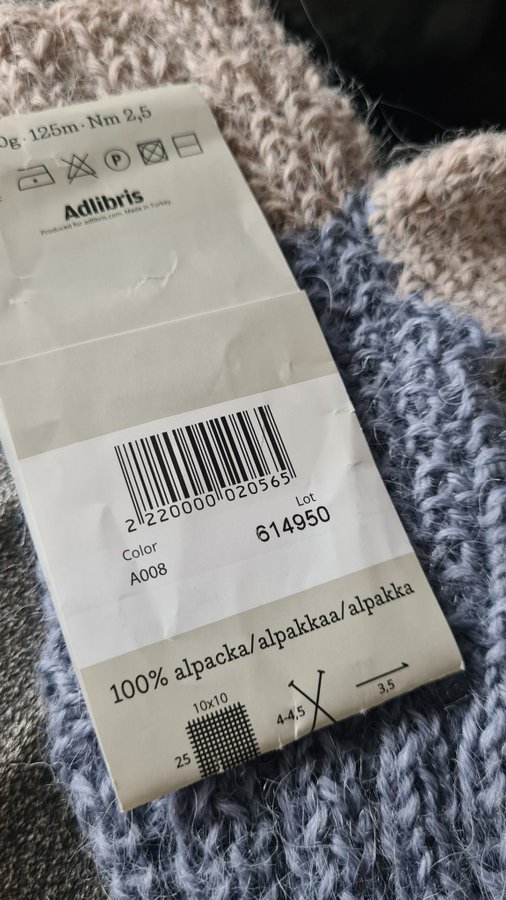 0g · 125m · Nm 2,5
P
Adlibris
Produced for adlibris.com. Made in Turkey
2 220000 020565
Color
Lot
A008
614950
100% alpacka/alpakkaa/alpakka
10x10
25
4-4,5
3,5